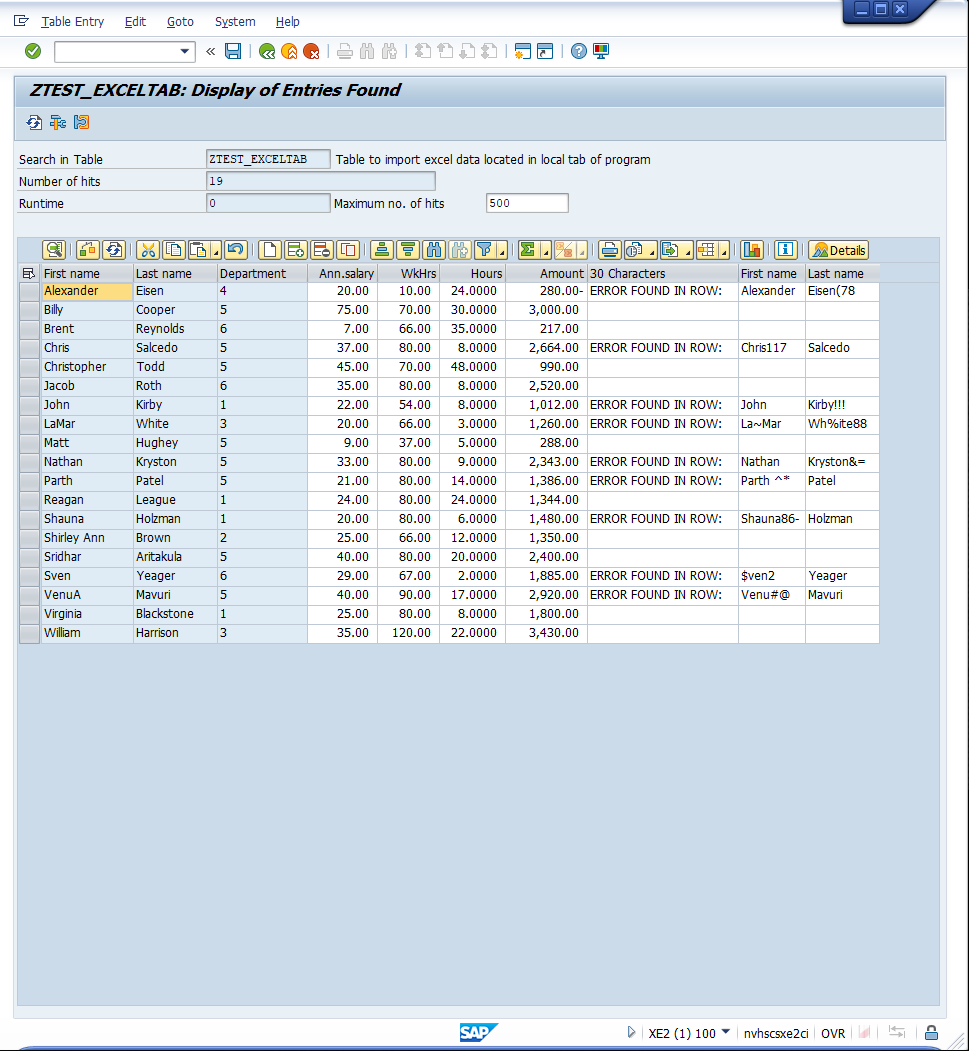 Table Entry Edit Goto System Help
«
ZTEST_EXCELTAB: Display of Entries Found
Search in Table ZTEST_EXCELTAB Table to import excel data located in local tab of program
Number of hits 19
Runtime 0 Maximum no. of hits 500
Details
First name Last name Department Ann.salary WkHrs Hours Amount 30 Characters First name Last name
Alexander Eisen 4 20.00 10.00 24.0000 280.00- ERROR FOUND IN ROW: Alexander Eisen(78
Billy Cooper 5 75.00 70.00 30.0000 3,000.00
Brent Reynolds 6 7.00 66.00 35.0000 217.00
Chris Salcedo 5 37.00 80.00 8.0000 2,664.00 ERROR FOUND IN ROW: Chris117 Salcedo
Christopher Todd 5 45.00 70.00 48.0000 990.00
Jacob Roth 6 35.00 80.00 8.0000 2,520.00
John Kirby 1 22.00 54.00 8.0000 1,012.00 ERROR FOUND IN ROW: John Kirby!!!
LaMar White 3 20.00 66.00 3.0000 1,260.00 ERROR FOUND IN ROW: La~Mar Wh%ite88
Matt Hughey 5 9.00 37.00 5.0000 288.00
Nathan Kryston 5 33.00 80.00 9.0000 2,343.00 ERROR FOUND IN ROW: Nathan Kryston&=
Parth Patel 5 21.00 80.00 14.0000 1,386.00 ERROR FOUND IN ROW: Parth ^* Patel
Reagan League 1 24.00 80.00 24.0000 1,344.00
Shauna Holzman 1 20.00 80.00 6.0000 1,480.00 ERROR FOUND IN ROW: Shauna86- Holzman
Shirley Ann Brown 2 25.00 66.00 12.0000 1,350.00
Sridhar Aritakula 5 40.00 80.00 20.0000 2,400.00
Sven Yeager 6 29.00 67.00 2.0000 1,885.00 ERROR FOUND IN ROW: $ven2 Yeager
VenuA Mavuri 5 40.00 90.00 17.0000 2,920.00 ERROR FOUND IN ROW: Venu#@ Mavuri
Virginia Blackstone 1 25.00 80.00 8.0000 1,800.00
William Harrison 3 35.00 120.00 22.0000 3,430.00
SAP XE2 (1) 100 nvhscsxe2ci OVR